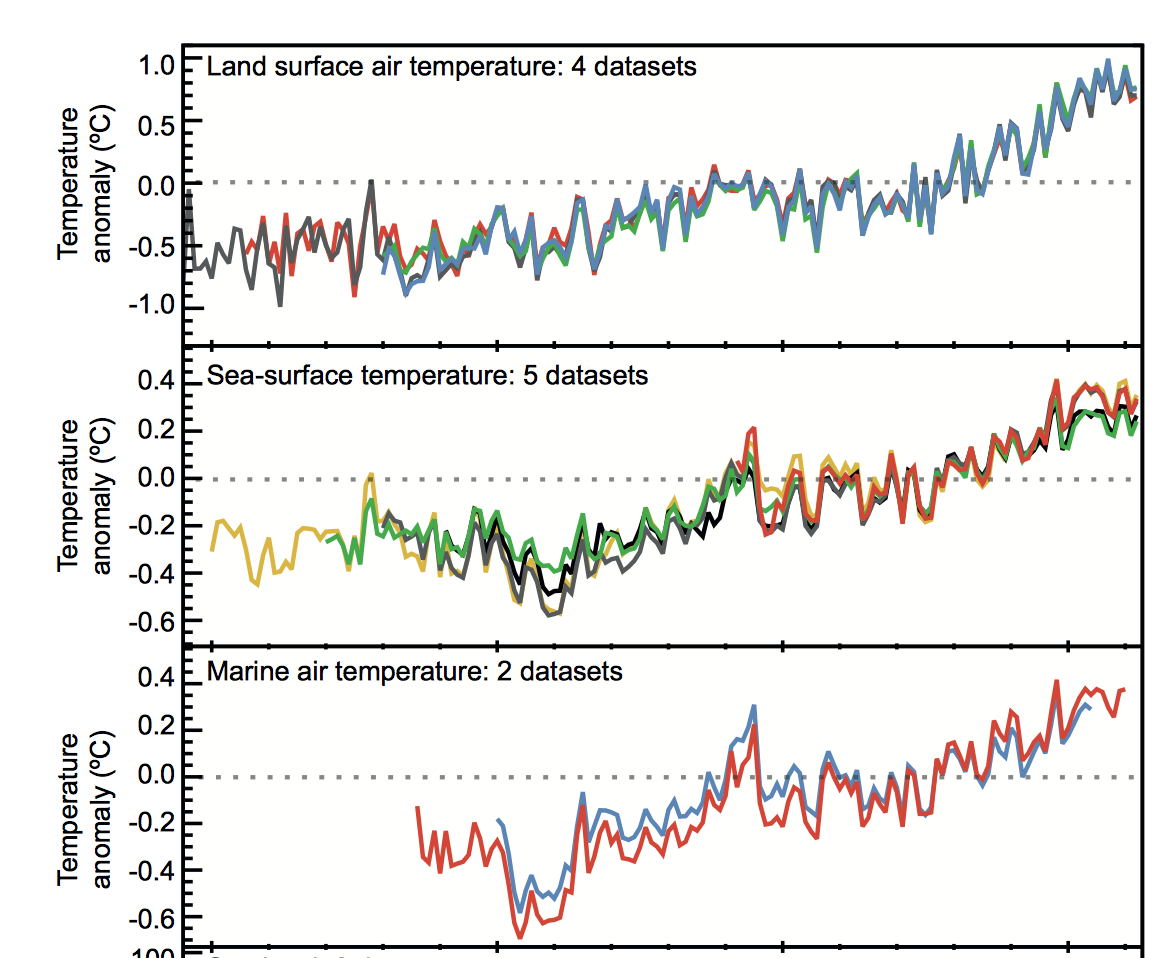 Land surface air temperature: 4 datasets
Temperature
anomaly (ºC)
1.0
0.5
0.0
-0.5
-1.0
Sea-surface temperature: 5 datasets
Temperature
anomaly (ºC)
0.4
0.2
0.0
-0.2
-0.4
-0.6
Marine air temperature: 2 datasets
Temperature
anomaly (ºC)
0.4
0.2
0.0
-0.2
-0.4
-0.6
100